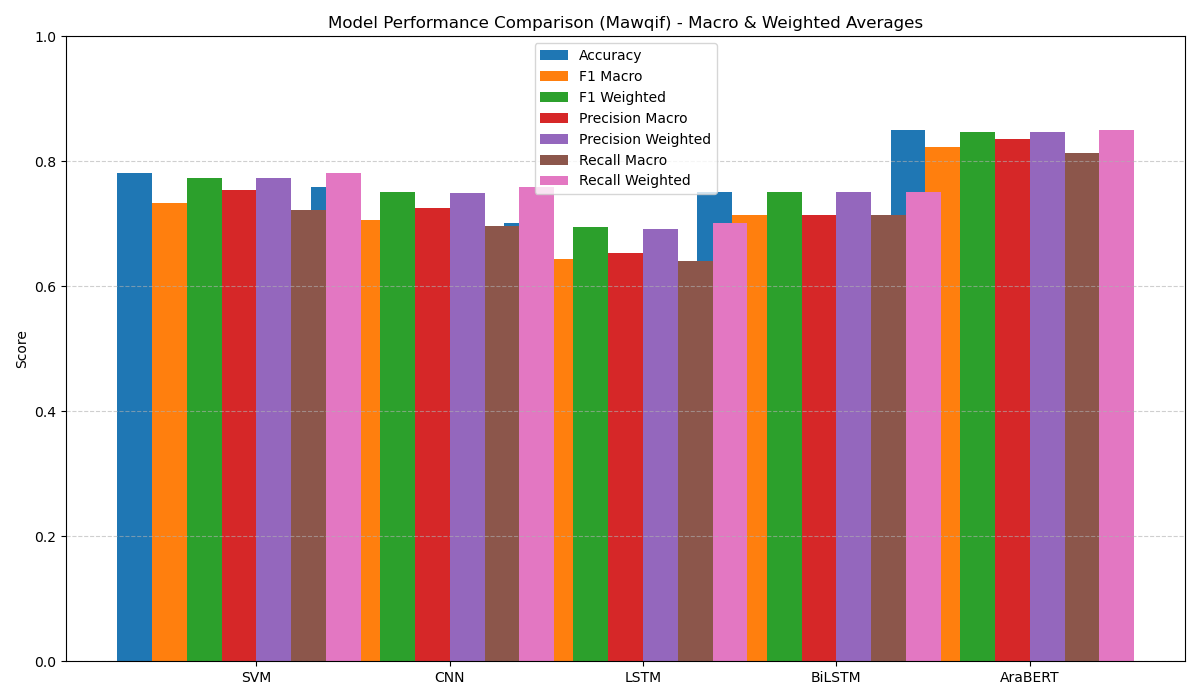 Model Performance Comparison (Mawqif) - Macro & Weighted Averages
Accuracy
F1 Macro
F1 Weighted
Precision Macro
Precision Weighted
Recall Macro
Recall Weighted
Score
1.0
0.8
0.6
0.4
0.2
0.0
SVM CNN LSTM BiLSTM AraBERT